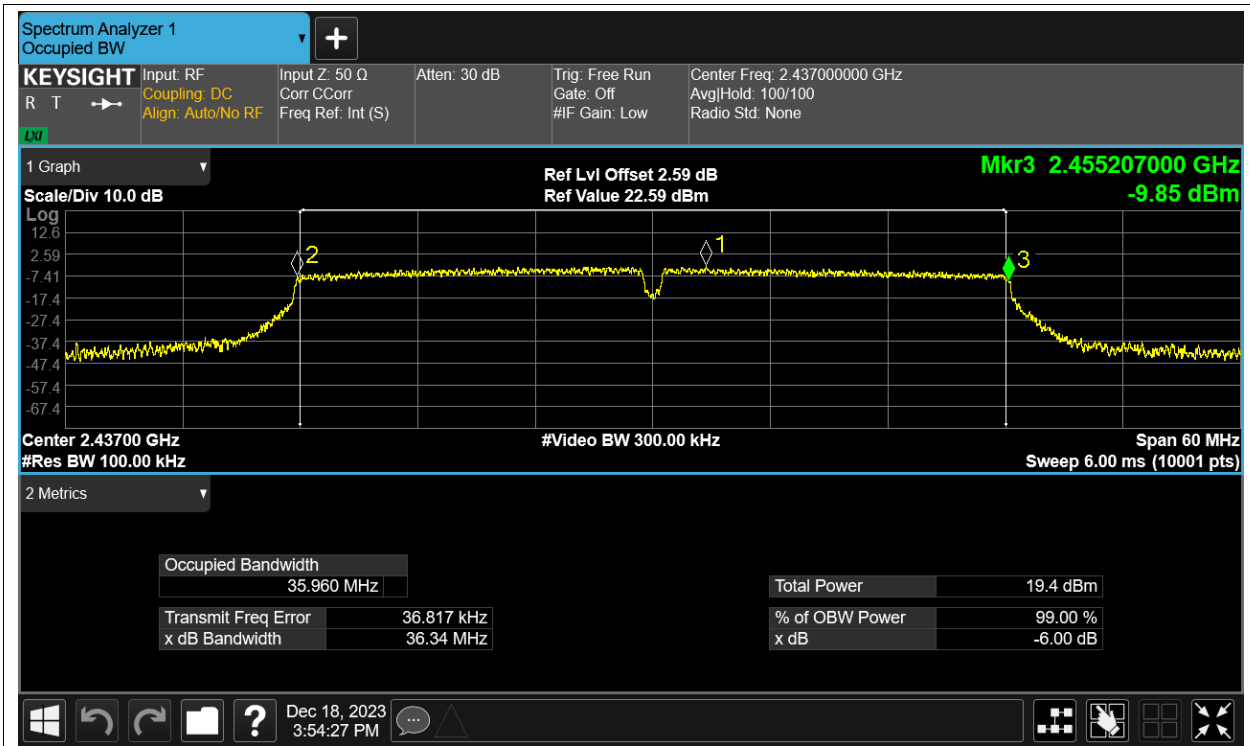 Spectrum Analyzer 1
Occupied BW
+
KEYSIGHT
R T
LXI
Input: RF
Coupling: DC
Align: Auto/No RF
Input Z: 50 Ω
Corr CCorr
Freq Ref: Int (S)
Atten: 30 dB
Trig: Free Run
Gate: Off
#IF Gain: Low
Center Freq: 2.437000000 GHz
Avg|Hold: 100/100
Radio Std: None
1 Graph
Scale/Div 10.0 dB
Ref Lvl Offset 2.59 dB
Ref Value 22.59 dBm
Mkr3 2.455207000 GHz
-9.85 dBm
Log
12.6
2.59
-7.41
-17.4
-27.4
-37.4
-47.4
-57.4
-67.4
2
1
3
Center 2.43700 GHz
#Res BW 100.00 kHz
#Video BW 300.00 kHz
Span 60 MHz
Sweep 6.00 ms (10001 pts)
2 Metrics
Occupied Bandwidth
35.960 MHz
Transmit Freq Error 36.817 kHz
x dB Bandwidth 36.34 MHz
Total Power 19.4 dBm
% of OBW Power 99.00 %
x dB -6.00 dB
?
Dec 18, 2023
3:54:27 PM